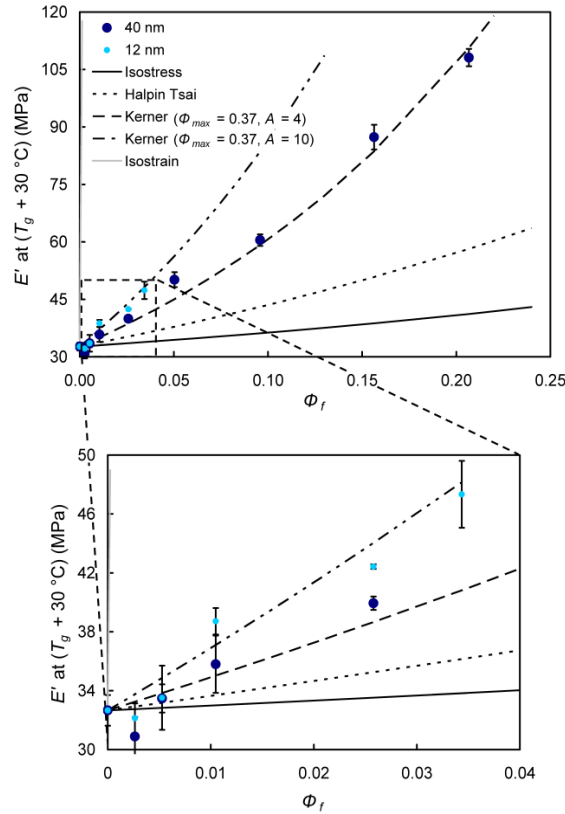 120
105
90
75
60
45
30
E' at (Tg + 30 °C) (MPa)
40 nm
12 nm
Isostress
Halpin Tsai
Kerner (Φmax = 0.37, A = 4)
Kerner (Φmax = 0.37, A = 10)
Isostrain
0.00 0.05 0.10 0.15 0.20 0.25
Φf
50
46
42
38
34
30
E' at (Tg + 30 °C) (MPa)
0 0.01 0.02 0.03 0.04
Φf